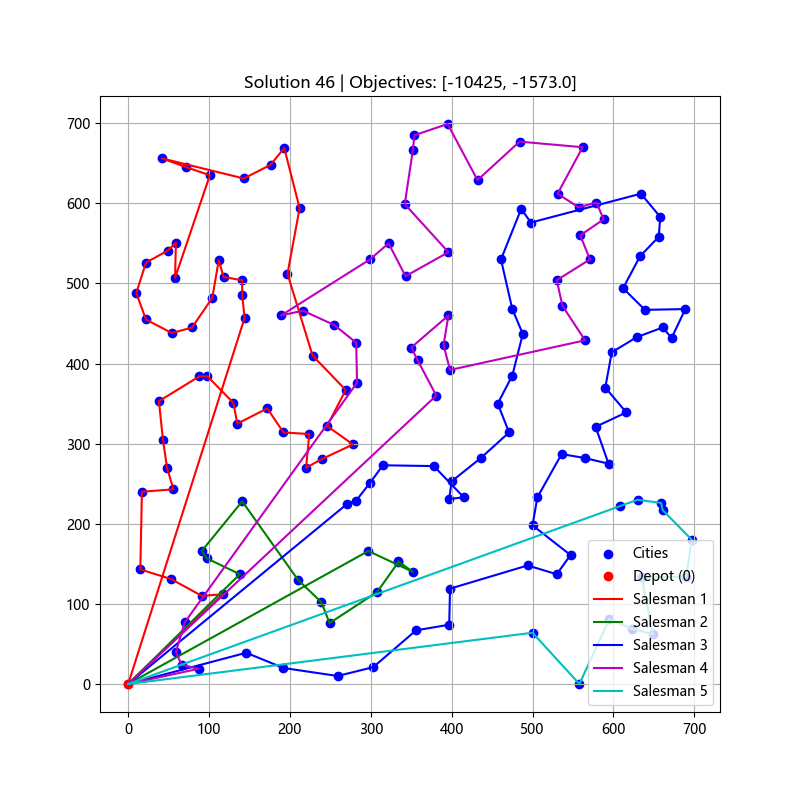 Solution 46 | Objectives: [-10425, -1573.0]
700
600
500
400
300
200
100
0
0 100 200 300 400 500 600 700
Cities
Depot (0)
Salesman 1
Salesman 2
Salesman 3
Salesman 4
Salesman 5